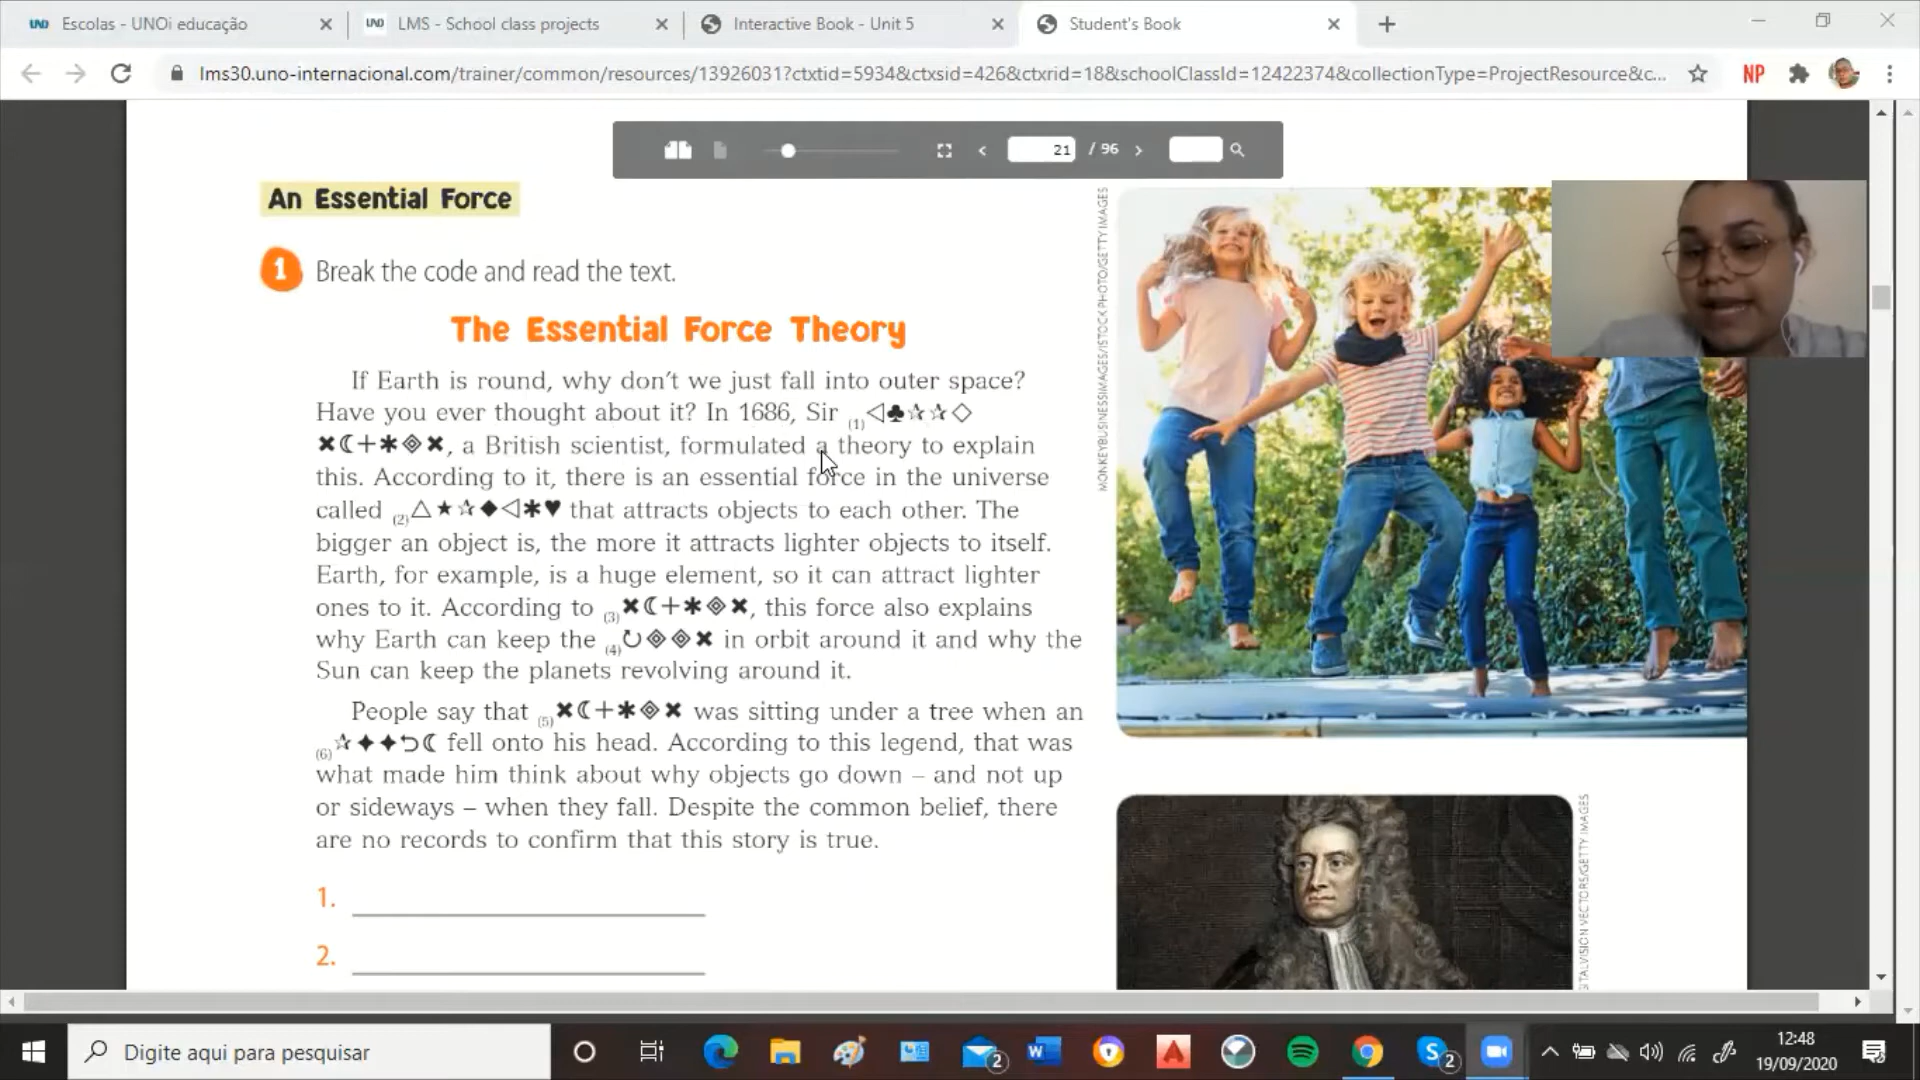 Escolas - UNOi educação
LMS - School class projects
Interactive Book - Unit 5
Student's Book
lms30.uno-internacional.com/trainer/common/resources/13926031?ctxtid=5934&ctxsid=426&ctxrid=18&schoolClassId=12422374&collectionType=ProjectResource&c...
NP
21 / 96
An Essential Force
1 Break the code and read the text.
The Essential Force Theory
If Earth is round, why don't we just fall into outer space?
Have you ever thought about it? In 1686, Sir (1)◁♣☆☆◇
✖☾+✱◈✖, a British scientist, formulated a theory to explain
this. According to it, there is an essential force in the universe
called (2)△★☆◆◁✱♥ that attracts objects to each other. The
bigger an object is, the more it attracts lighter objects to itself.
Earth, for example, is a huge element, so it can attract lighter
ones to it. According to (3)✖☾+✱◈✖, this force also explains
why Earth can keep the (4)↻◈◈✖ in orbit around it and why the
Sun can keep the planets revolving around it.
People say that (5)✖☾+✱◈✖ was sitting under a tree when an
(6)☆✦✦⮌☾ fell onto his head. According to this legend, that was
what made him think about why objects go down – and not up
or sideways – when they fall. Despite the common belief, there
are no records to confirm that this story is true.
1.
2.
MONKEYBUSINESSIMAGES/ISTOCK PHOTO/GETTY IMAGES
ITALVISION VECTORS/GETTY IMAGES
Digite aqui para pesquisar
2
2
12:48
19/09/2020